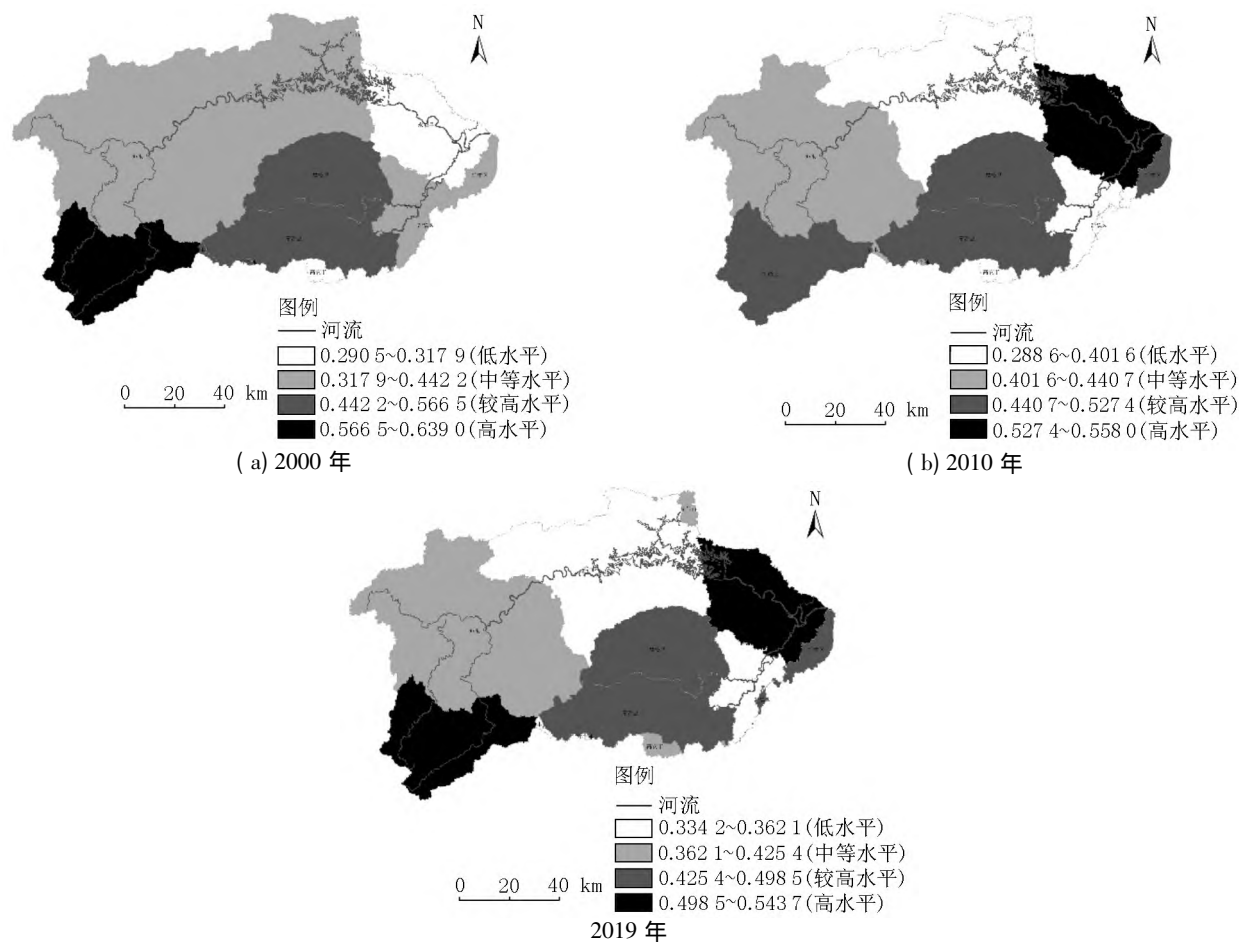 N
图例
河流
0.290 5~0.317 9(低水平)
0.317 9~0.442 2(中等水平)
0.442 2~0.566 5(较高水平)
0.566 5~0.639 0(高水平)
0 20 40 km
(a) 2000 年
N
图例
河流
0.288 6~0.401 6(低水平)
0.401 6~0.440 7(中等水平)
0.440 7~0.527 4(较高水平)
0.527 4~0.558 0(高水平)
0 20 40 km
(b) 2010 年
N
图例
河流
0.334 2~0.362 1(低水平)
0.362 1~0.425 4(中等水平)
0.425 4~0.498 5(较高水平)
0.498 5~0.543 7(高水平)
0 20 40 km
2019 年